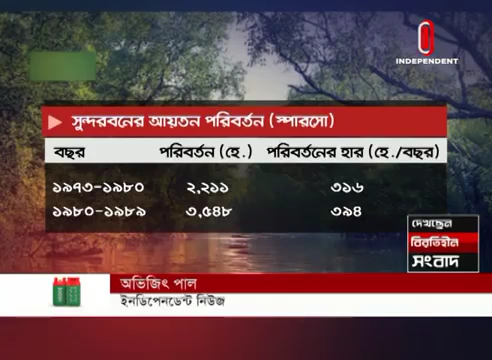 INDEPENDENT
সুন্দরবনের আয়তন পরিবর্তন (স্পারসো)
বছর পরিবর্তন (হে.) পরিবর্তনের হার (হে./বছর)
১৯৭৩-১৯৮০ ২,২১১ ৩১৬
১৯৮০-১৯৮৯ ৩,৫৪৮ ৩৯৪
দেখছেন
বিরতিহীন
সংবাদ
অভিজিৎ পাল
ইনডিপেনডেন্ট নিউজ